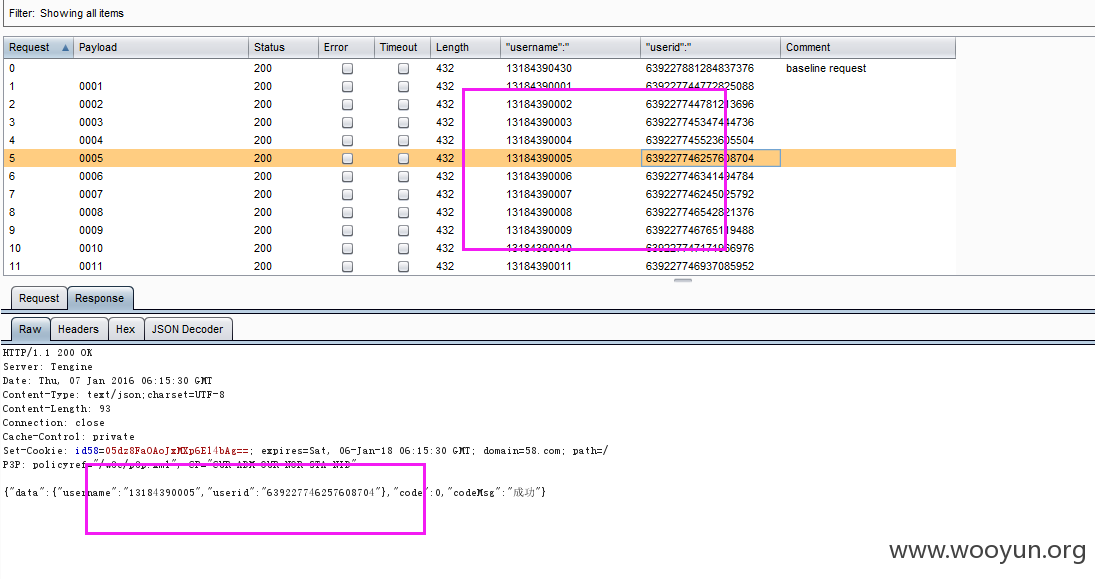 Filter: Showing all items
Request Payload Status Error Timeout Length "username":" "userid":" Comment
0 200 432 13184390430 639227881284837376 baseline request
1 0001 200 432 13184390001 639227744772825088
2 0002 200 432 13184390002 639227744781213696
3 0003 200 432 13184390003 639227745347444736
4 0004 200 432 13184390004 639227745523605504
5 0005 200 432 13184390005 639227746257608704
6 0006 200 432 13184390006 639227746341494784
7 0007 200 432 13184390007 639227746245025792
8 0008 200 432 13184390008 639227746542821376
9 0009 200 432 13184390009 639227746765119488
10 0010 200 432 13184390010 639227747171966976
11 0011 200 432 13184390011 639227746937085952
Request Response
Raw Headers Hex JSON Decoder
HTTP/1.1 200 OK
Server: Tengine
Date: Thu, 07 Jan 2016 06:15:30 GMT
Content-Type: text/json;charset=UTF-8
Content-Length: 93
Connection: close
Cache-Control: private
Set-Cookie: id58=05dz8FaOAoJxMXp6El4bAg==; expires=Sat, 06-Jan-18 06:15:30 GMT; domain=58.com; path=/
P3P: policyref="/w3c/p3p.xml", CP="CUR ADM OUR NOR STA NID"
{"data":{"username":"13184390005","userid":"639227746257608704"},"code":0,"codeMsg":"成功"}
www.wooyun.org